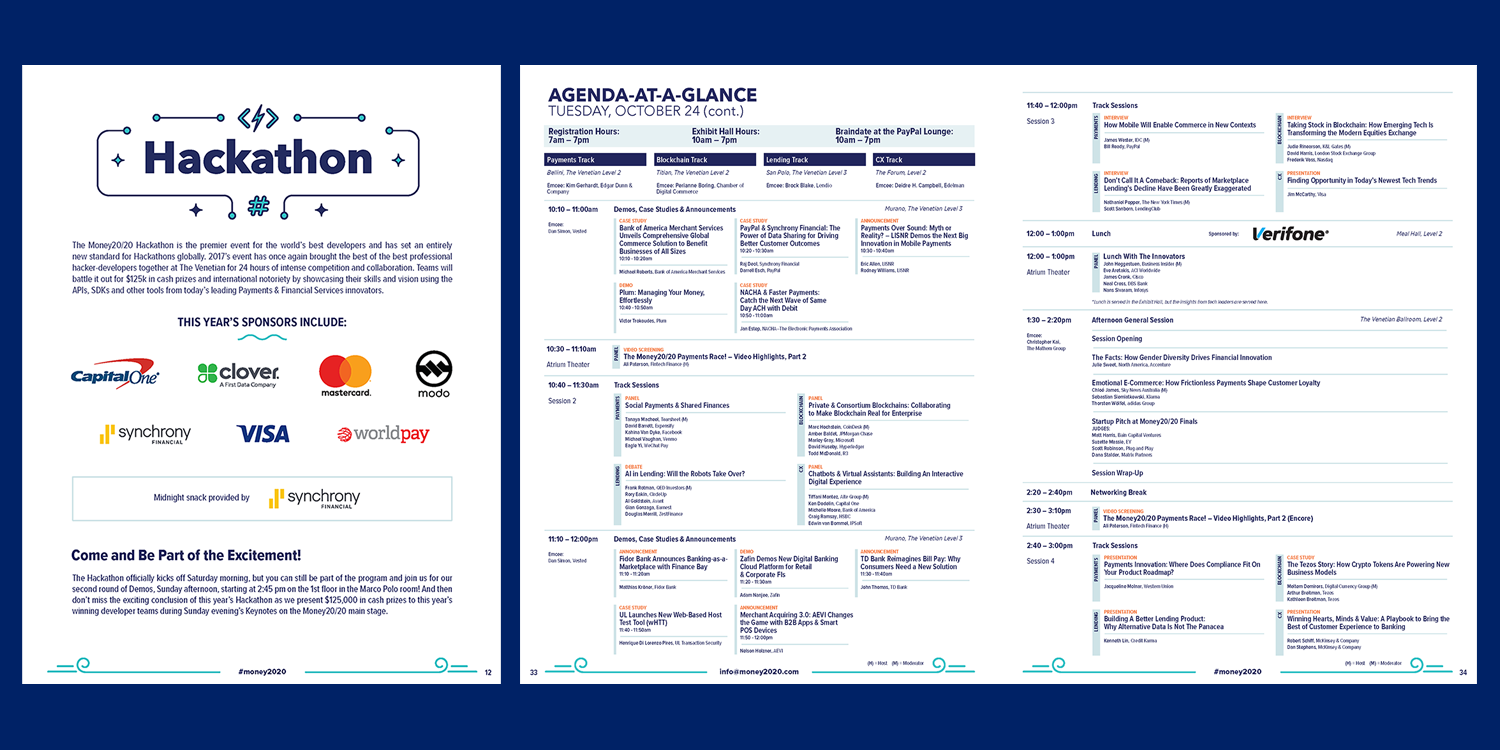 Hackathon
#
The Money20/20 Hackathon is the premier event for the world's best developers and has set an entirely
new standard for Hackathons globally. 2017's event has once again brought the best of the best professional
hacker-developers together at The Venetian for 24 hours of intense competition and collaboration. Teams will
battle it out for $125k in cash prizes and international notoriety by showcasing their skills and vision using the
APIs, SDKs and other tools from today's leading Payments & Financial Services innovators.
THIS YEAR'S SPONSORS INCLUDE:
Capital One
clover
A First Data Company
mastercard.
modo
synchrony
FINANCIAL
VISA
worldpay
Midnight snack provided by
synchrony
FINANCIAL
Come and Be Part of the Excitement!
The Hackathon officially kicks off Saturday morning, but you can still be part of the program and join us for our
second round of Demos, Sunday afternoon, starting at 2:45 pm on the 1st floor in the Marco Polo room! And then
don't miss the exciting conclusion of this year's Hackathon as we present $125,000 in cash prizes to this year's
winning developer teams during Sunday evening's Keynotes on the Money20/20 main stage.
#money2020
12
AGENDA-AT-A-GLANCE
TUESDAY, OCTOBER 24 (cont.)
Registration Hours:
7am – 7pm
Exhibit Hall Hours:
10am – 7pm
Braindate at the PayPal Lounge:
10am – 7pm
Payments Track
Bellini, The Venetian Level 2
Emcee: Kim Gerhardt, Edgar Dunn &
Company
Blockchain Track
Titian, The Venetian Level 2
Emcee: Perianne Boring, Chamber of
Digital Commerce
Lending Track
San Polo, The Venetian Level 3
Emcee: Brock Blake, Lendio
CX Track
The Forum, Level 2
Emcee: Deidre H. Campbell, Edelman
10:10 – 11:00am
Emcee:
Dan Simon, Vested
Demos, Case Studies & Announcements
Murano, The Venetian Level 3
CASE STUDY
Bank of America Merchant Services
Unveils Comprehensive Global
Commerce Solution to Benefit
Businesses of All Sizes
10:10 - 10:20am
Michael Roberts, Bank of America Merchant Services
CASE STUDY
PayPal & Synchrony Financial: The
Power of Data Sharing for Driving
Better Customer Outcomes
10:20 - 10:30am
Raj Deol, Synchrony Financial
Darrell Esch, PayPal
ANNOUNCEMENT
Payments Over Sound: Myth or
Reality? – LISNR Demos the Next Big
Innovation in Mobile Payments
10:30 - 10:40am
Eric Allen, LISNR
Rodney Williams, LISNR
DEMO
Plum: Managing Your Money,
Effortlessly
10:40 - 10:50am
Victor Trokoudes, Plum
CASE STUDY
NACHA & Faster Payments:
Catch the Next Wave of Same
Day ACH with Debit
10:50 - 11:00am
Jan Estep, NACHA -The Electronic Payments Association
10:30 – 11:10am
Atrium Theater
PANEL
VIDEO SCREENING
The Money20/20 Payments Race! – Video Highlights, Part 2
Ali Paterson, Fintech Finance (H)
10:40 – 11:30am
Session 2
Track Sessions
PAYMENTS
PANEL
Social Payments & Shared Finances
Tannya Machael, Teamsheet (M)
David Barrett, Expensify
Kahina Van Dyke, Facebook
Michael Vaughan, Venmo
Engle Yi, WeChat Pay
BLOCKCHAIN
PANEL
Private & Consortium Blockchains: Collaborating
to Make Blockchain Real for Enterprise
Marc Hochstein, CoinDesk (M)
Amber Baldet, JPMorgan Chase
Marley Gray, Microsoft
David Huseby, Hyperledger
Todd McDonald, R3
LENDING
DEBATE
AI in Lending: Will the Robots Take Over?
Frank Rotman, QED Investors (M)
Rory Eakin, CircleUp
Al Goldstein, Avant
Gian Gonzaga, Earnest
Douglas Merrill, ZestFinance
CX
PANEL
Chatbots & Virtual Assistants: Building An Interactive
Digital Experience
Tiffani Montez, Aite Group (M)
Ken Dodelin, Capital One
Michelle Moore, Bank of America
Craig Ramsay, HSBC
Edwin van Bommel, IPSoft
11:10 – 12:00pm
Emcee:
Dan Simon, Vested
Demos, Case Studies & Announcements
Murano, The Venetian Level 3
ANNOUNCEMENT
Fidor Bank Announces Banking-as-a-
Marketplace with Finance Bay
11:10 - 11:20am
Matthias Kröner, Fidor Bank
DEMO
Zafin Demos New Digital Banking
Cloud Platform for Retail
& Corporate FIs
11:20 - 11:30am
Adam Nanjee, Zafin
ANNOUNCEMENT
TD Bank Reimagines Bill Pay: Why
Consumers Need a New Solution
11:30 - 11:40am
John Thomas, TD Bank
CASE STUDY
UL Launches New Web-Based Host
Test Tool (wHTT)
11:40 - 11:50am
Henrique Di Lorenzo Pires, UL Transaction Security
ANNOUNCEMENT
Merchant Acquiring 3.0: AEVI Changes
the Game with B2B Apps & Smart
POS Devices
11:50 - 12:00pm
Nelson Holzner, AEVI
(H) = Host (M) = Moderator
33
info@money2020.com
11:40 – 12:00pm
Session 3
Track Sessions
PAYMENTS
INTERVIEW
How Mobile Will Enable Commerce in New Contexts
James Wester, IDC (M)
Bill Ready, PayPal
BLOCKCHAIN
INTERVIEW
Taking Stock in Blockchain: How Emerging Tech Is
Transforming the Modern Equities Exchange
Judie Rinearson, K&L Gates (M)
David Harris, London Stock Exchange Group
Frederik Voss, Nasdaq
LENDING
INTERVIEW
Don't Call It A Comeback: Reports of Marketplace
Lending's Decline Have Been Greatly Exaggerated
Nathaniel Popper, The New York Times (M)
Scott Sanborn, LendingClub
CX
PRESENTATION
Finding Opportunity in Today's Newest Tech Trends
Jim McCarthy, Visa
12:00 – 1:00pm
Lunch
Sponsored by:
Verifone
Meal Hall, Level 2
12:00 – 1:00pm
Atrium Theater
PANEL
Lunch With The Innovators
John Heggestuen, Business Insider (M)
Eve Aretakis, ACI Worldwide
James Cronk, Cisco
Neal Cross, DBS Bank
Nans Sivaram, Infosys
*Lunch is served in the Exhibit Hall, but the insights from tech leaders are served here.
1:30 – 2:20pm
Emcee:
Christopher Kai,
The Mathem Group
Afternoon General Session
The Venetian Ballroom, Level 2
Session Opening
The Facts: How Gender Diversity Drives Financial Innovation
Julie Sweet, North America, Accenture
Emotional E-Commerce: How Frictionless Payments Shape Customer Loyalty
Chloé James, Sky News Australia (M)
Sebastian Siemiatkowski, Klarna
Thorsten Wölfel, adidas Group
Startup Pitch at Money20/20 Finals
JUDGES:
Matt Harris, Bain Capital Ventures
Suzette Massie, EY
Scott Robinson, Plug and Play
Dana Stalder, Matrix Partners
Session Wrap-Up
2:20 – 2:40pm
Networking Break
2:30 – 3:10pm
Atrium Theater
PANEL
VIDEO SCREENING
The Money20/20 Payments Race! – Video Highlights, Part 2 (Encore)
Ali Paterson, Fintech Finance (H)
2:40 – 3:00pm
Session 4
Track Sessions
PAYMENTS
PRESENTATION
Payments Innovation: Where Does Compliance Fit On
Your Product Roadmap?
Jacqueline Molnar, Western Union
BLOCKCHAIN
CASE STUDY
The Tezos Story: How Crypto Tokens Are Powering New
Business Models
Meltem Demirors, Digital Currency Group (M)
Arthur Breitman, Tezos
Kathleen Breitman, Tezos
LENDING
PRESENTATION
Building A Better Lending Product:
Why Alternative Data Is Not The Panacea
Kenneth Lin, Credit Karma
CX
PRESENTATION
Winning Hearts, Minds & Value: A Playbook to Bring the
Best of Customer Experience to Banking
Robert Schiff, McKinsey & Company
Dan Stephens, McKinsey & Company
(H) = Host (M) = Moderator
#money2020
34